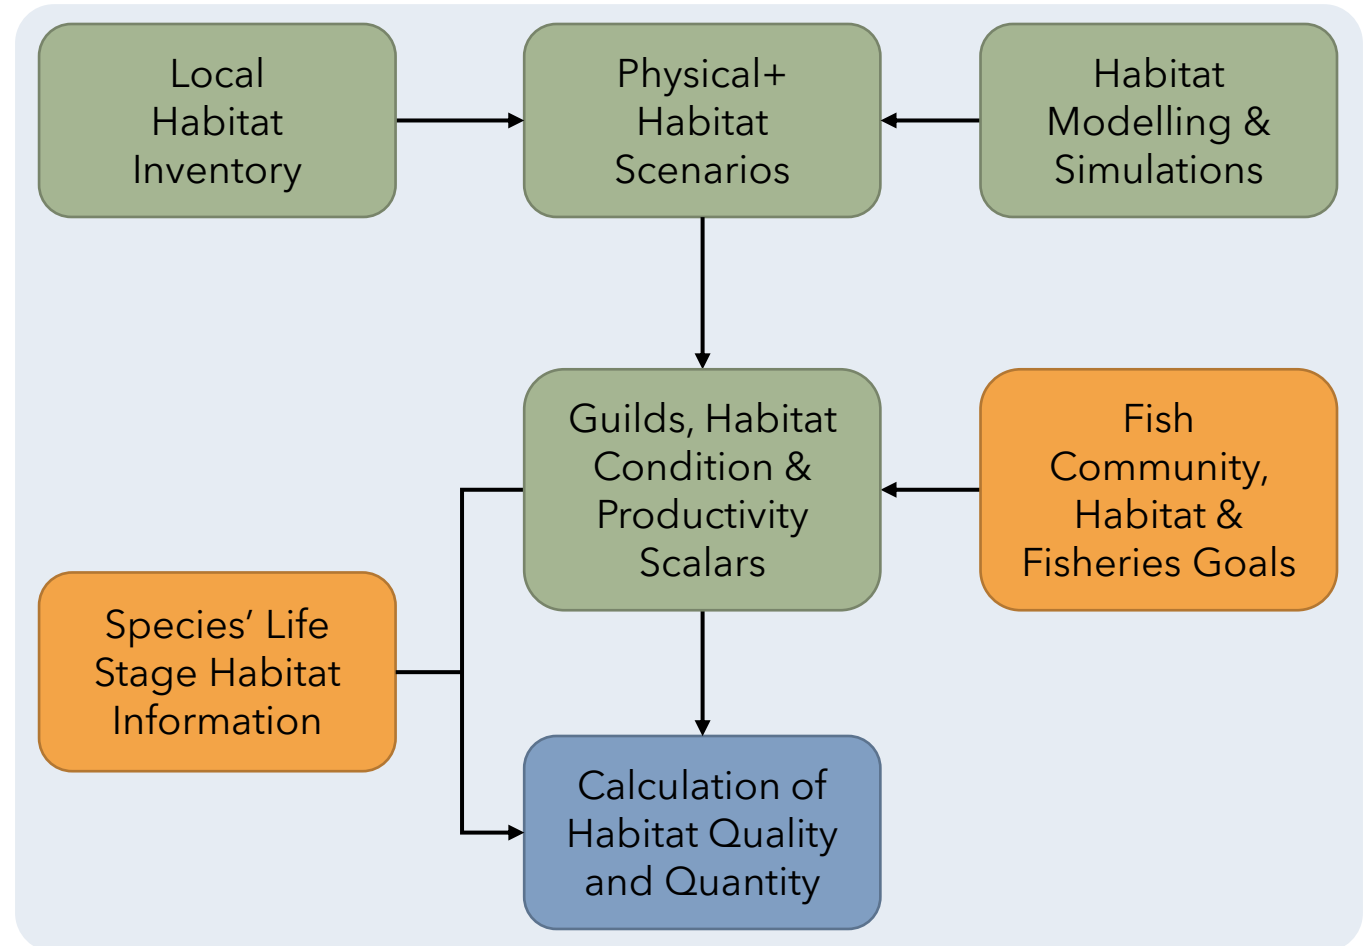 Local
Habitat
Inventory
Physical+
Habitat
Scenarios
Habitat
Modelling &
Simulations
Guilds, Habitat
Condition &
Productivity
Scalars
Fish
Community,
Habitat &
Fisheries Goals
Species’ Life
Stage Habitat
Information
Calculation of
Habitat Quality
and Quantity